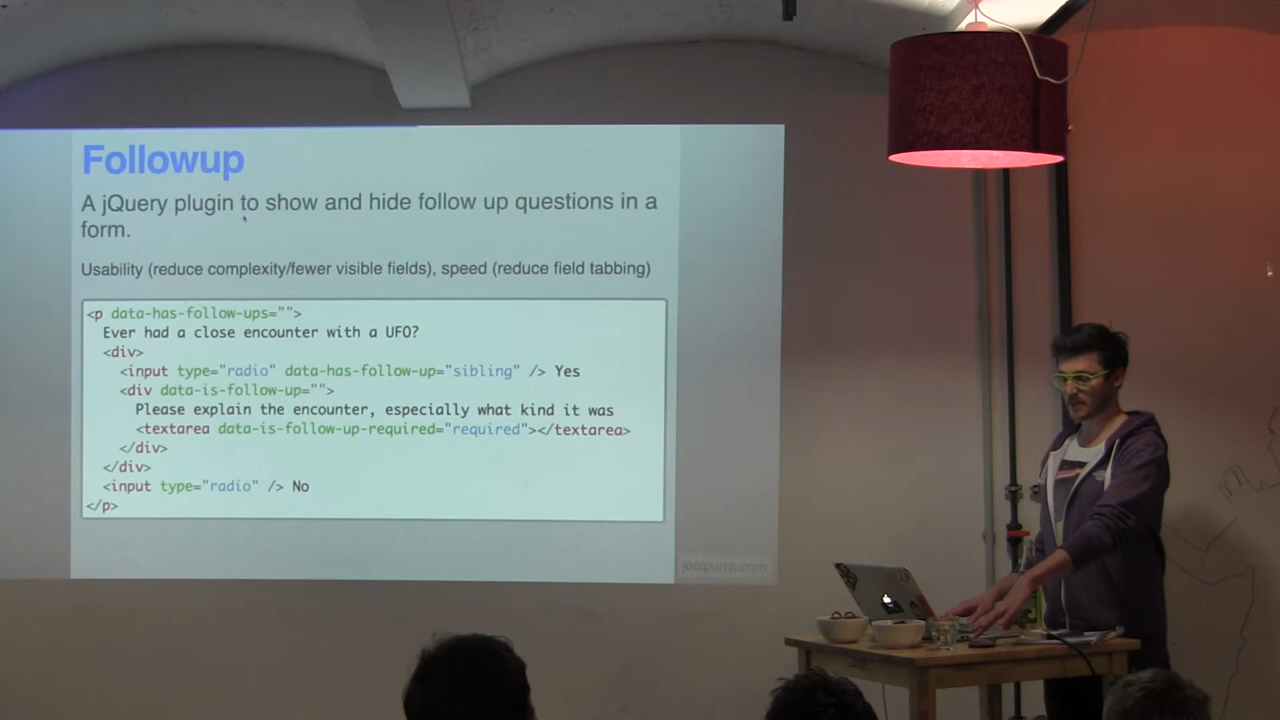 Followup
A jQuery plugin to show and hide follow up questions in a
form.
Usability (reduce complexity/fewer visible fields), speed (reduce field tabbing)
<p data-has-follow-ups="">
Ever had a close encounter with a UFO?
<div>
<input type="radio" data-has-follow-up="sibling" /> Yes
<div data-is-follow-up="">
Please explain the encounter, especially what kind it was
<textarea data-is-follow-up-required="required"></textarea>
</div>
</div>
<input type="radio" /> No
</p>
joelpurra.com